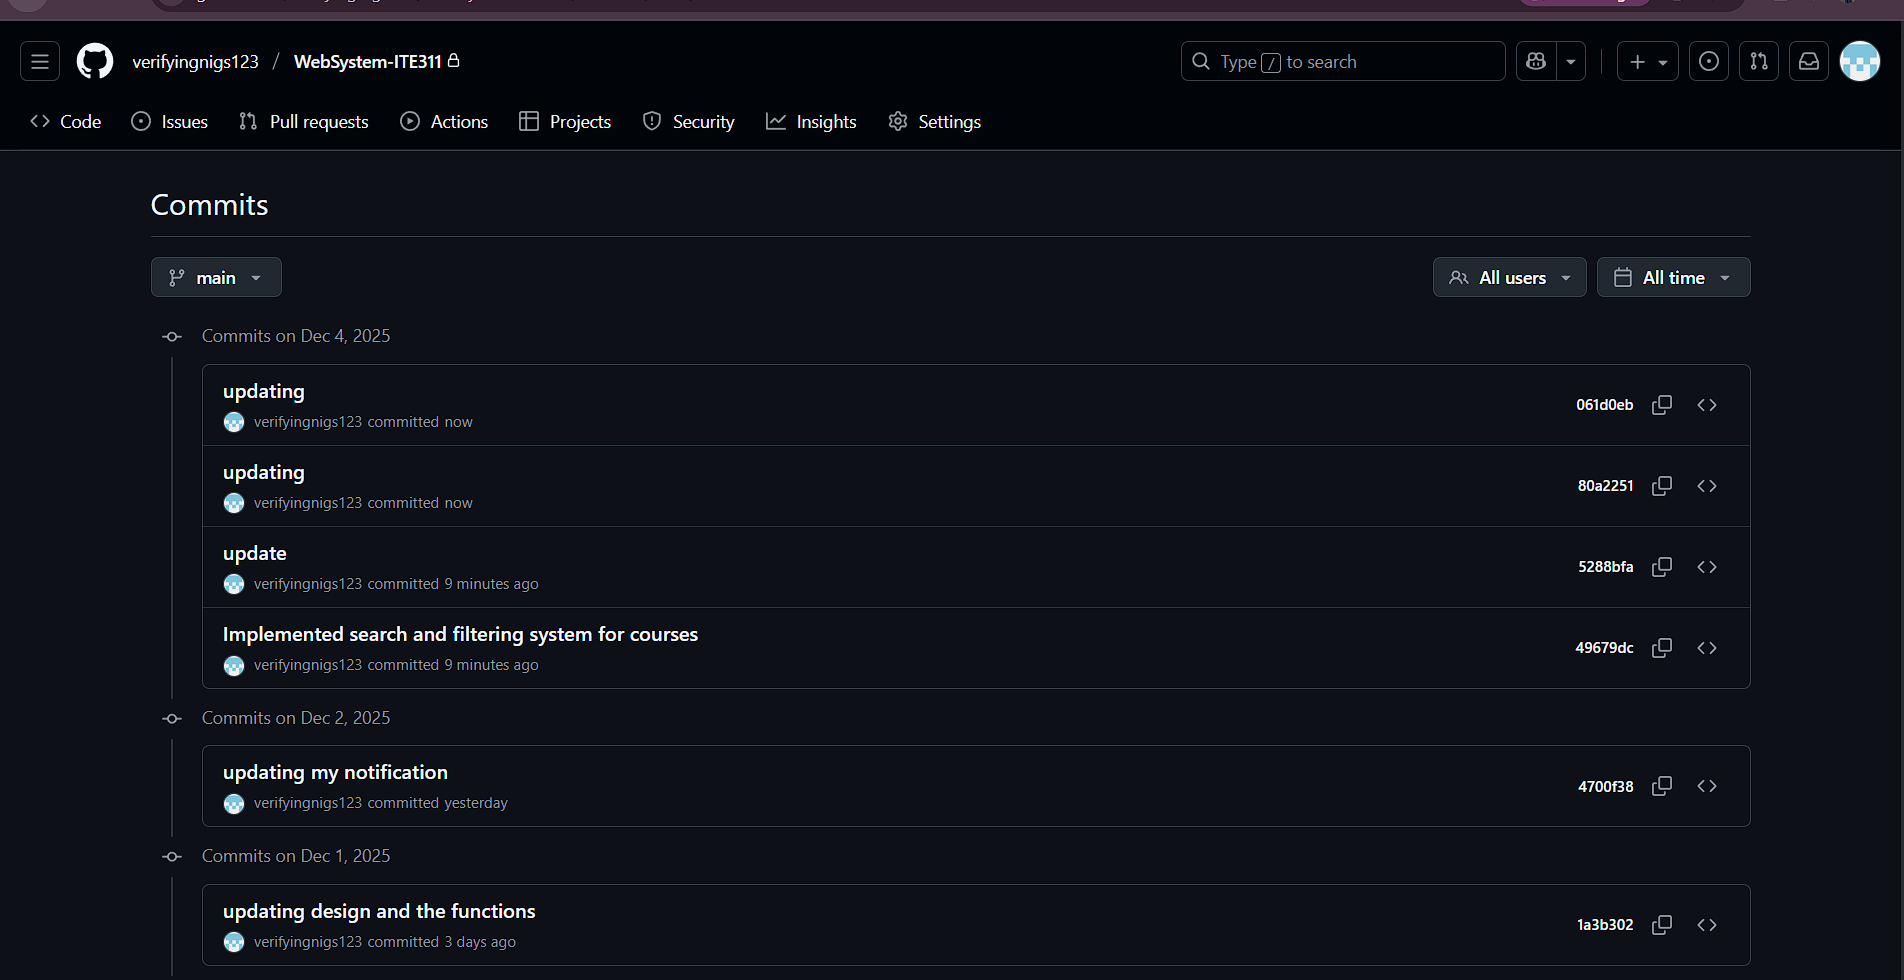 verifyingnigs123 / WebSystem-ITE311
Type / to search
Code Issues Pull requests Actions Projects Security Insights Settings
Commits
main All users All time
Commits on Dec 4, 2025
updating
verifyingnigs123 committed now
061d0eb
updating
verifyingnigs123 committed now
80a2251
update
verifyingnigs123 committed 9 minutes ago
5288bfa
Implemented search and filtering system for courses
verifyingnigs123 committed 9 minutes ago
49679dc
Commits on Dec 2, 2025
updating my notification
verifyingnigs123 committed yesterday
4700f38
Commits on Dec 1, 2025
updating design and the functions
verifyingnigs123 committed 3 days ago
1a3b302